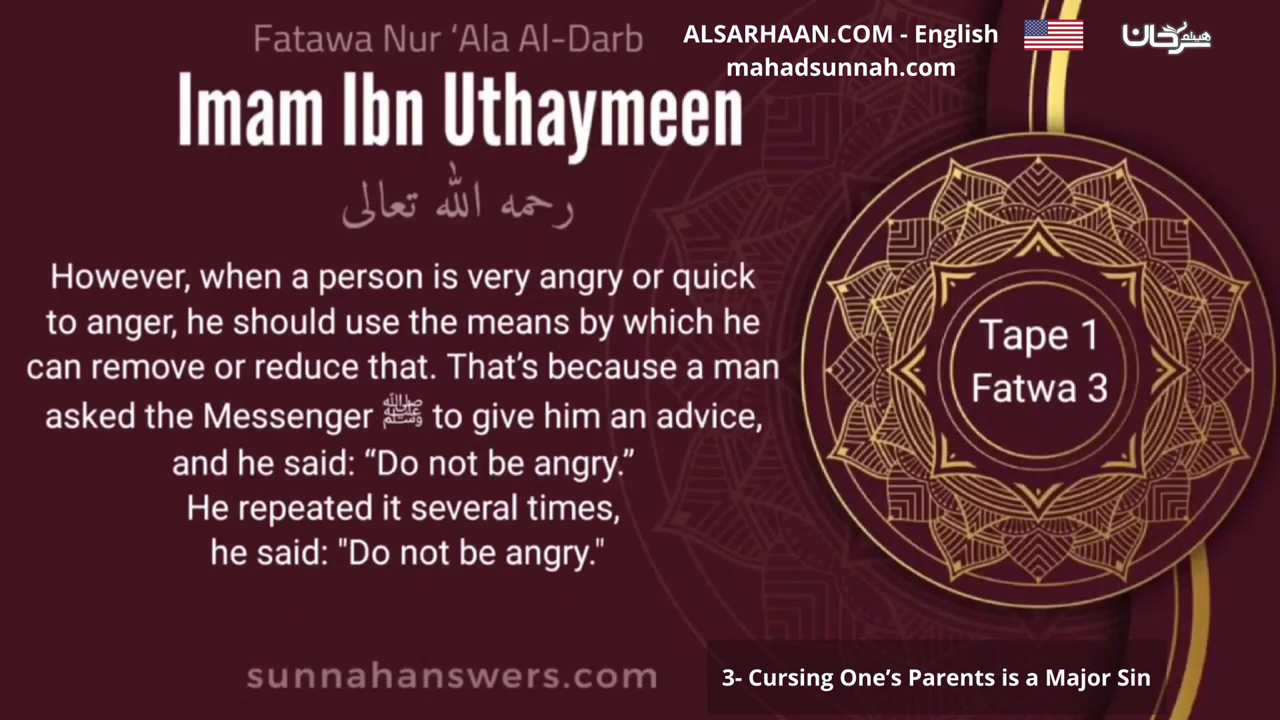 Fatawa Nur ‘Ala Al-Darb
ALSARHAAN.COM - English
mahadsunnah.com
هيثم سرحان
Imam Ibn Uthaymeen
رحمه الله تعالى
However, when a person is very angry or quick
to anger, he should use the means by which he
can remove or reduce that. That’s because a man
asked the Messenger ﷺ to give him an advice,
and he said: “Do not be angry.”
He repeated it several times,
he said: "Do not be angry."
Tape 1
Fatwa 3
sunnahanswers.com
3- Cursing One’s Parents is a Major Sin